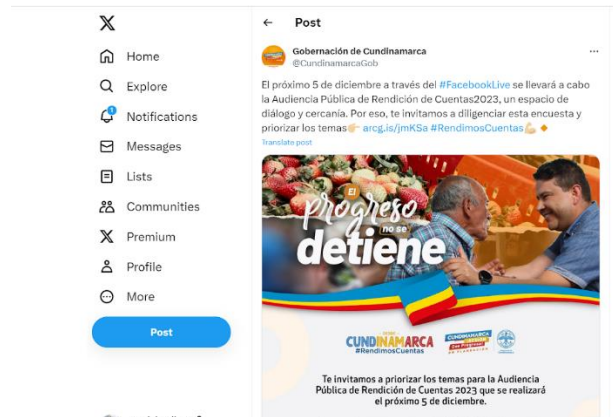 X
Home
Explore
Notifications
Messages
Lists
Communities
Premium
Profile
More
Post
← Post
Gobernación de Cundinamarca
@CundinamarcaGob
El próximo 5 de diciembre a través del #FacebookLive se llevará a cabo
la Audiencia Pública de Rendición de Cuentas2023, un espacio de
diálogo y cercanía. Por eso, te invitamos a diligenciar esta encuesta y
priorizar los temas👉🏼 arcg.is/jmKSa #RendimosCuentas💪🏼🔸
Translate post
El
progreso
no se
detiene
CUNDINAMARCA
#RendimosCuentas
CUNDINAMARCA
Te invitamos a priorizar los temas para la Audiencia
Pública de Rendición de Cuentas 2023 que se realizará
el próximo 5 de diciembre.